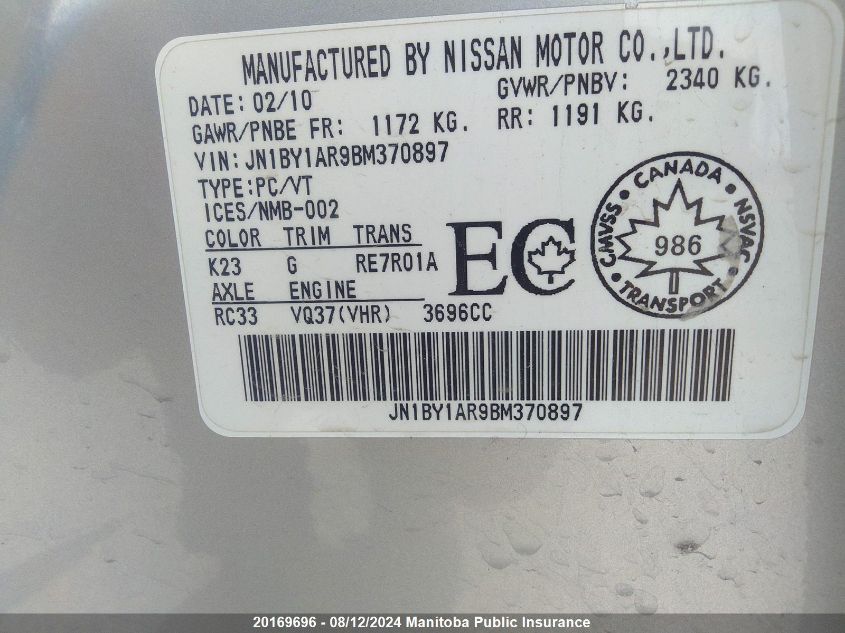 MANUFACTURED BY NISSAN MOTOR CO.,LTD.
DATE: 02/10 GVWR/PNBV: 2340 KG.
GAWR/PNBE FR: 1172 KG. RR: 1191 KG.
VIN: JN1BY1AR9BM370897
TYPE:PC/VT
ICES/NMB-002
COLOR TRIM TRANS
K23 G RE7R01A
AXLE ENGINE
RC33 VQ37(VHR) 3696CC
EC
CMVSS • CANADA • NSVAC
986
• TRANSPORT •
JN1BY1AR9BM370897
20169696 - 08/12/2024 Manitoba Public Insurance